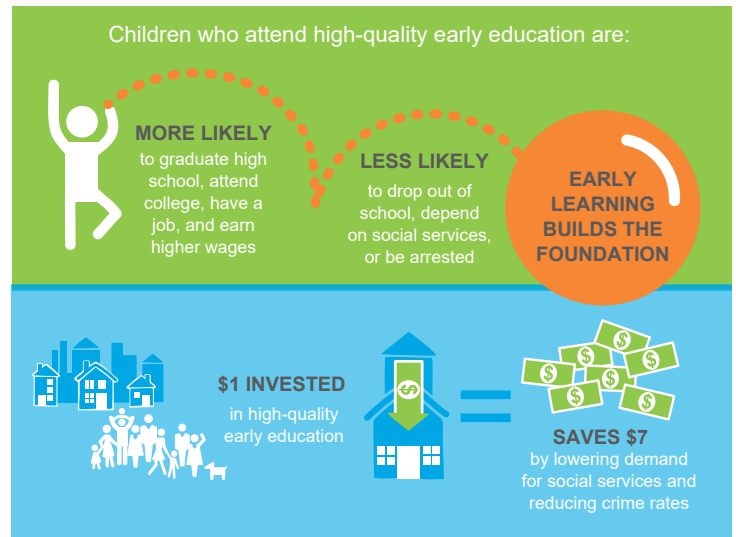 Children who attend high-quality early education are:
MORE LIKELY
to graduate high
school, attend
college, have a
job, and earn
higher wages
LESS LIKELY
to drop out of
school, depend
on social services,
or be arrested
EARLY
LEARNING
BUILDS THE
FOUNDATION
$1 INVESTED
in high-quality
early education
$
SAVES $7
by lowering demand
for social services and
reducing crime rates
$
$
$
$
$
$
$